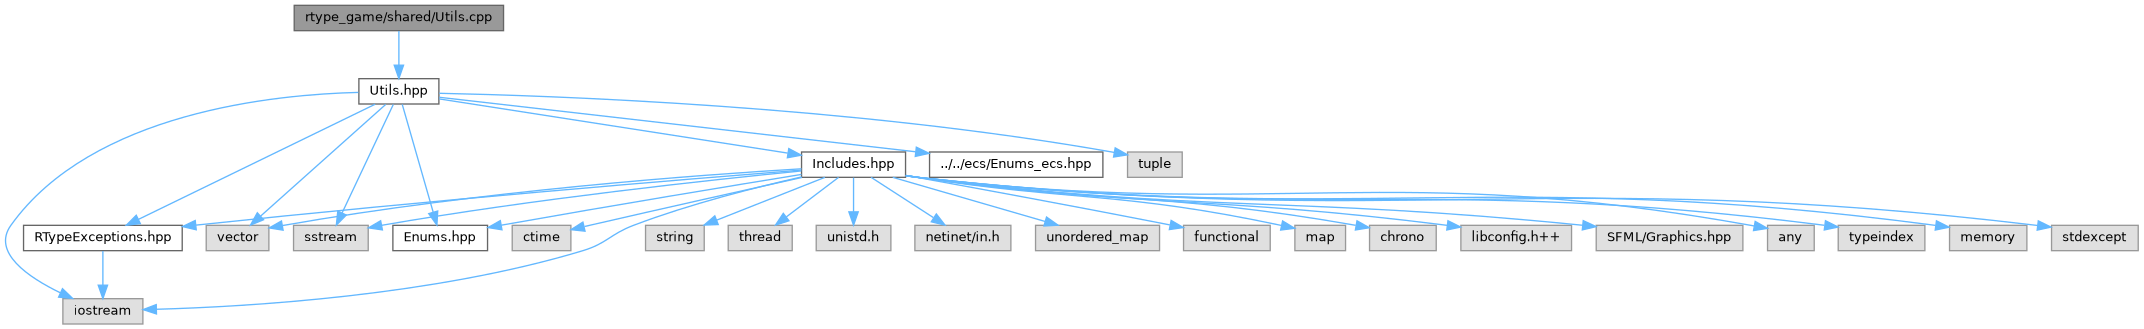 rtype_game/shared/Utils.cpp
Utils.hpp
Includes.hpp
../../ecs/Enums_ecs.hpp
tuple
RTypeExceptions.hpp
vector
sstream
Enums.hpp
ctime
string
thread
unistd.h
netinet/in.h
unordered_map
functional
map
chrono
libconfig.h++
SFML/Graphics.hpp
any
typeindex
memory
stdexcept
iostream